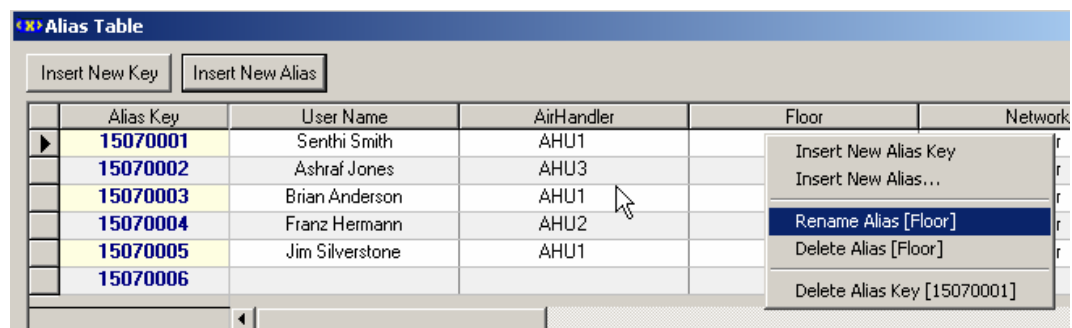 Alias Table
Insert New Key Insert New Alias
Alias Key User Name AirHandler Floor Network
15070001 Senthi Smith AHU1
15070002 Ashraf Jones AHU3
15070003 Brian Anderson AHU1
15070004 Franz Hermann AHU2
15070005 Jim Silverstone AHU1
15070006
Insert New Alias Key
Insert New Alias...
Rename Alias [Floor]
Delete Alias [Floor]
Delete Alias Key [15070001]